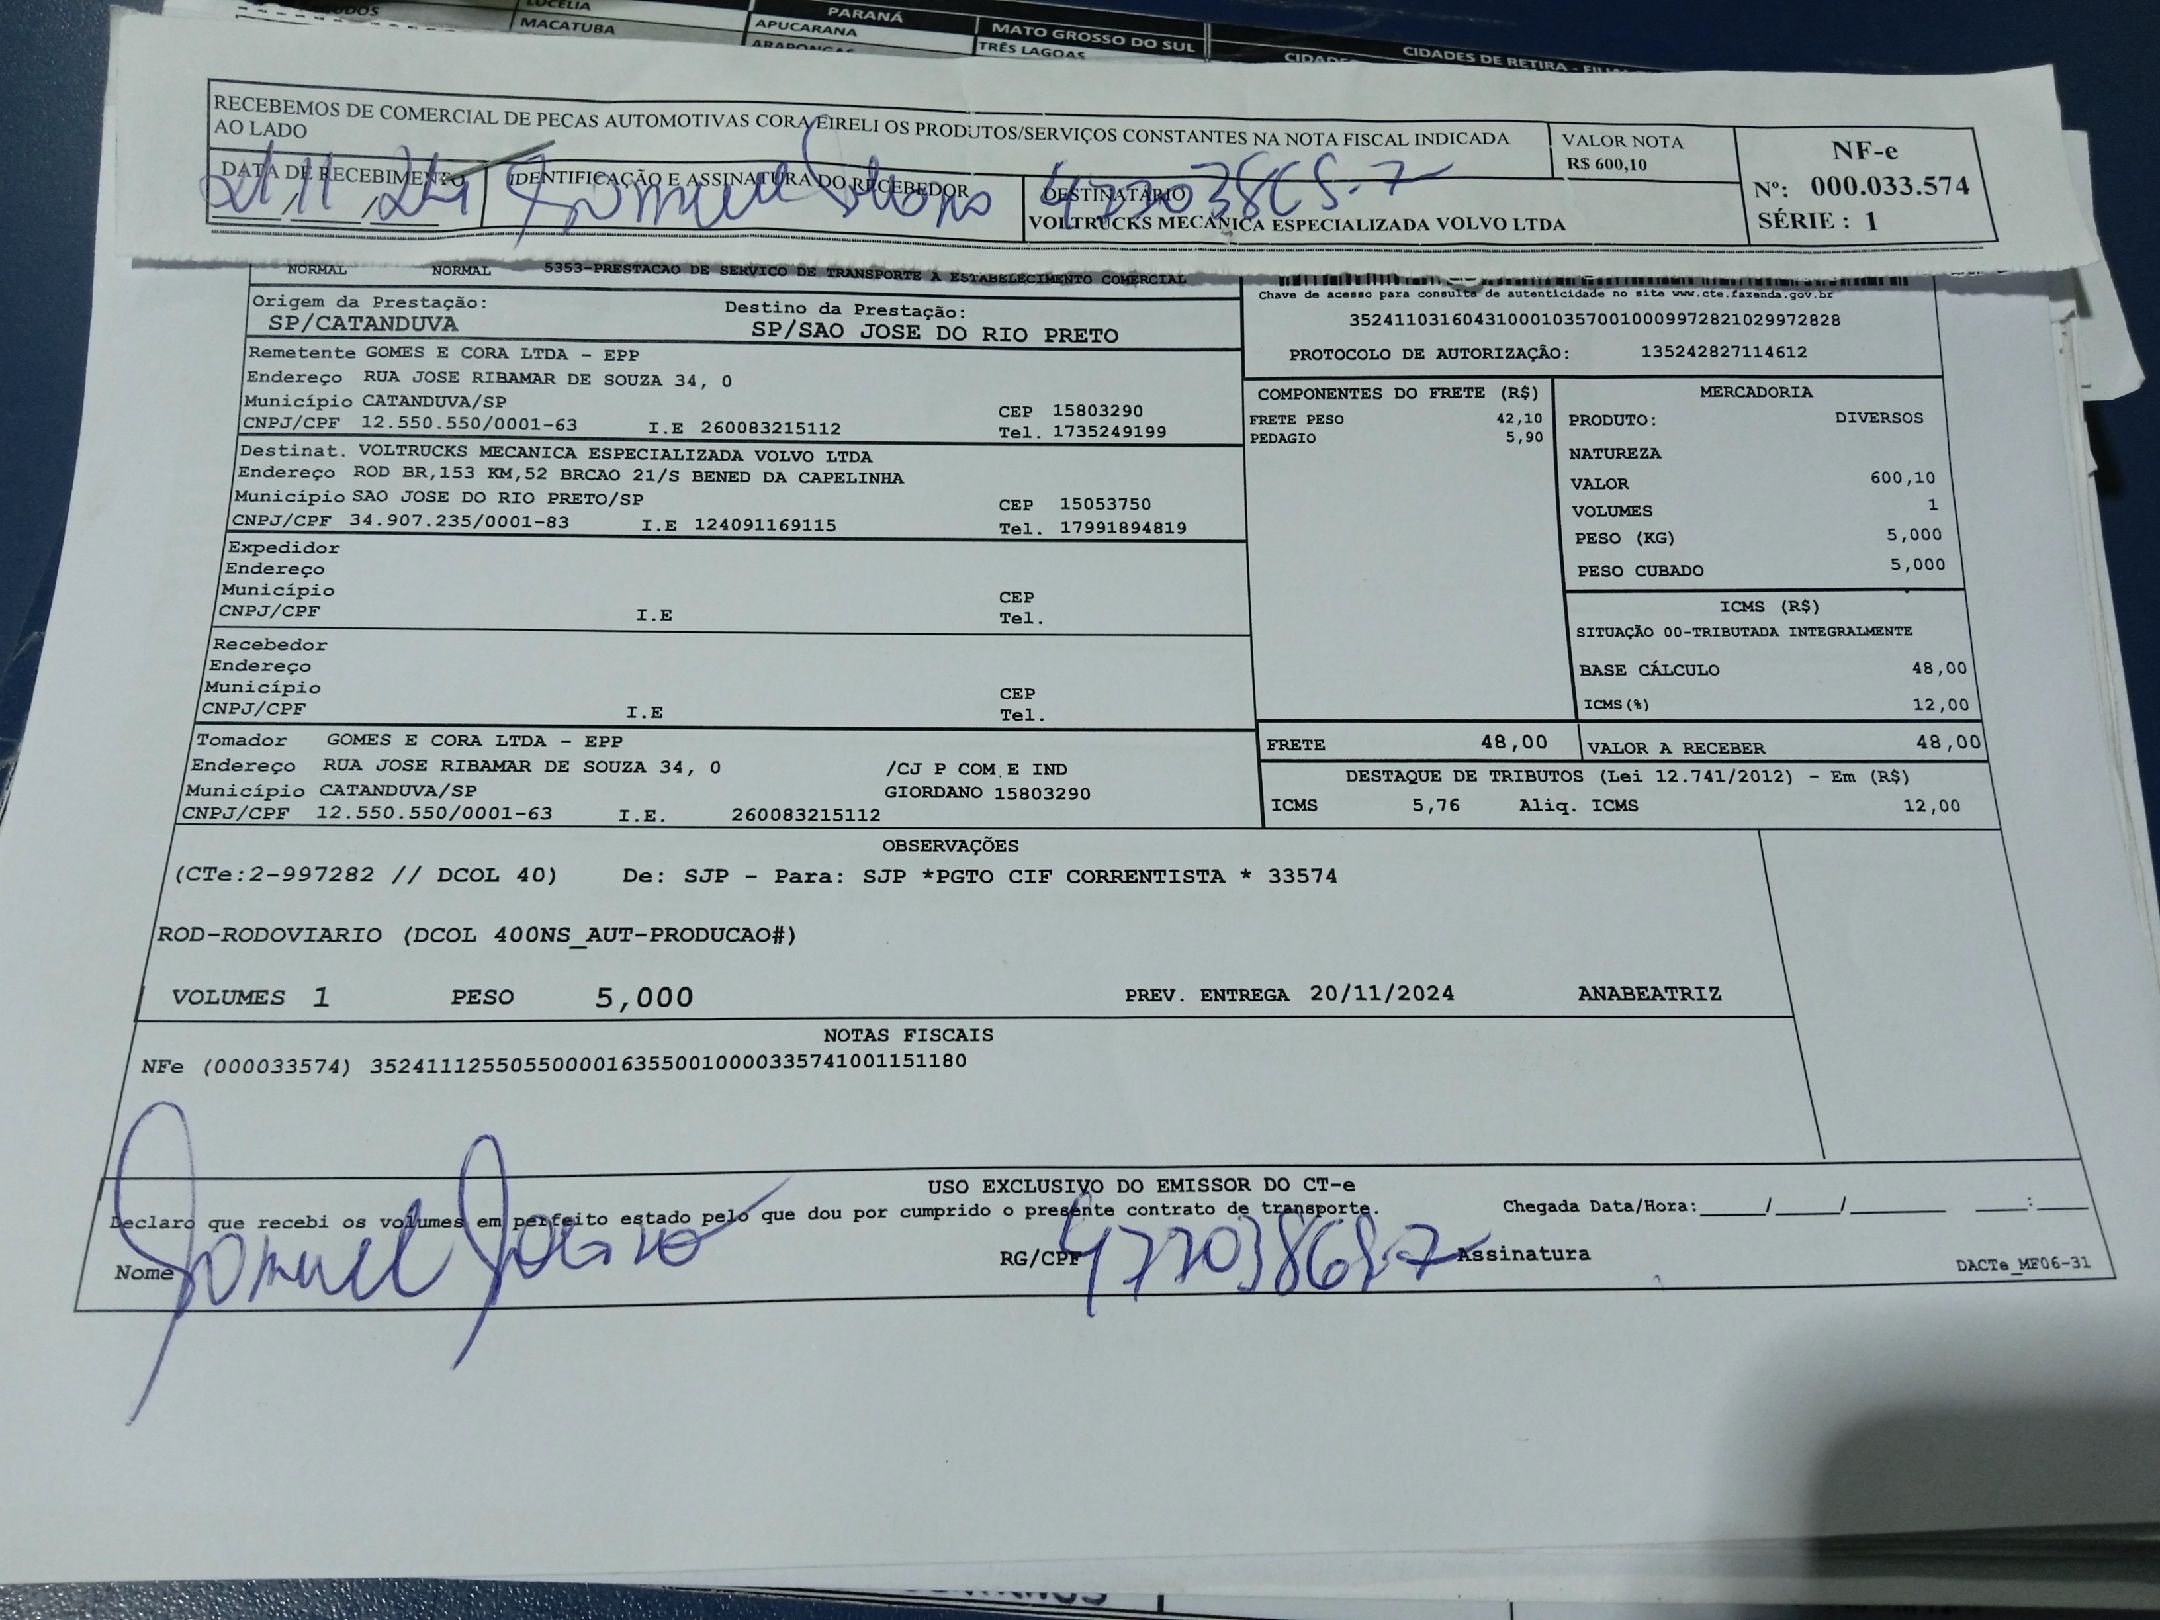 LUCELIA
MACATUBA
PARANÁ
APUCARANA
ARAPONGAS
MATO GROSSO DO SUL
TRÊS LAGOAS
CIDADES DE RETIRA - 
RECEBEMOS DE COMERCIAL DE PECAS AUTOMOTIVAS CORA EIRELI OS PRODUTOS/SERVIÇOS CONSTANTES NA NOTA FISCAL INDICADA
AO LADO
VALOR NOTA
R$ 600,10
NF-e
Nº: 000.033.574
SÉRIE : 1
DATA DE RECEBIMENTO
21 11 24
IDENTIFICAÇÃO E ASSINATURA DO RECEBEDOR
Samuel
DESTINATÁRIO
VOLTRUCKS MECANICA ESPECIALIZADA VOLVO LTDA
NORMAL NORMAL 5353-PRESTACAO DE SERVICO DE TRANSPORTE A ESTABELECIMENTO COMERCIAL
Chave de acesso para consulta de autenticidade no site www.cte.fazenda.gov.br
35241103160431000103570010009972821029972828
PROTOCOLO DE AUTORIZAÇÃO: 135242827114612
Origem da Prestação:
SP/CATANDUVA
Destino da Prestação:
SP/SAO JOSE DO RIO PRETO
Remetente GOMES E CORA LTDA - EPP
Endereço RUA JOSE RIBAMAR DE SOUZA 34, 0
Município CATANDUVA/SP CEP 15803290
CNPJ/CPF 12.550.550/0001-63 I.E 260083215112 Tel. 1735249199
Destinat. VOLTRUCKS MECANICA ESPECIALIZADA VOLVO LTDA
Endereço ROD BR,153 KM,52 BRCAO 21/S BENED DA CAPELINHA
Município SAO JOSE DO RIO PRETO/SP CEP 15053750
CNPJ/CPF 34.907.235/0001-83 I.E 124091169115 Tel. 17991894819
Expedidor
Endereço
Município CEP
CNPJ/CPF I.E Tel.
Recebedor
Endereço
Município CEP
CNPJ/CPF I.E Tel.
Tomador GOMES E CORA LTDA - EPP
Endereço RUA JOSE RIBAMAR DE SOUZA 34, 0 /CJ P COM E IND
Município CATANDUVA/SP GIORDANO 15803290
CNPJ/CPF 12.550.550/0001-63 I.E. 260083215112
COMPONENTES DO FRETE (R$)
FRETE PESO 42,10
PEDAGIO 5,90
MERCADORIA
PRODUTO: DIVERSOS
NATUREZA
VALOR 600,10
VOLUMES 1
PESO (KG) 5,000
PESO CUBADO 5,000
ICMS (R$)
SITUAÇÃO 00-TRIBUTADA INTEGRALMENTE
BASE CÁLCULO 48,00
ICMS(%) 12,00
FRETE 48,00 VALOR A RECEBER 48,00
DESTAQUE DE TRIBUTOS (Lei 12.741/2012) - Em (R$)
ICMS 5,76 Aliq. ICMS 12,00
OBSERVAÇÕES
(CTe:2-997282 // DCOL 40) De: SJP - Para: SJP *PGTO CIF CORRENTISTA * 33574
ROD-RODOVIARIO (DCOL 400NS_AUT-PRODUCAO#)
VOLUMES 1 PESO 5,000 PREV. ENTREGA 20/11/2024 ANABEATRIZ
NOTAS FISCAIS
NFe (000033574) 35241112550550000163550010000335741001151180
USO EXCLUSIVO DO EMISSOR DO CT-e
Declaro que recebi os volumes em perfeito estado pelo que dou por cumprido o presente contrato de transporte.
Chegada Data/Hora:_____/_____/________ ____:____
Nome Samuel
RG/CPF
Assinatura
DACTe_MF06-31